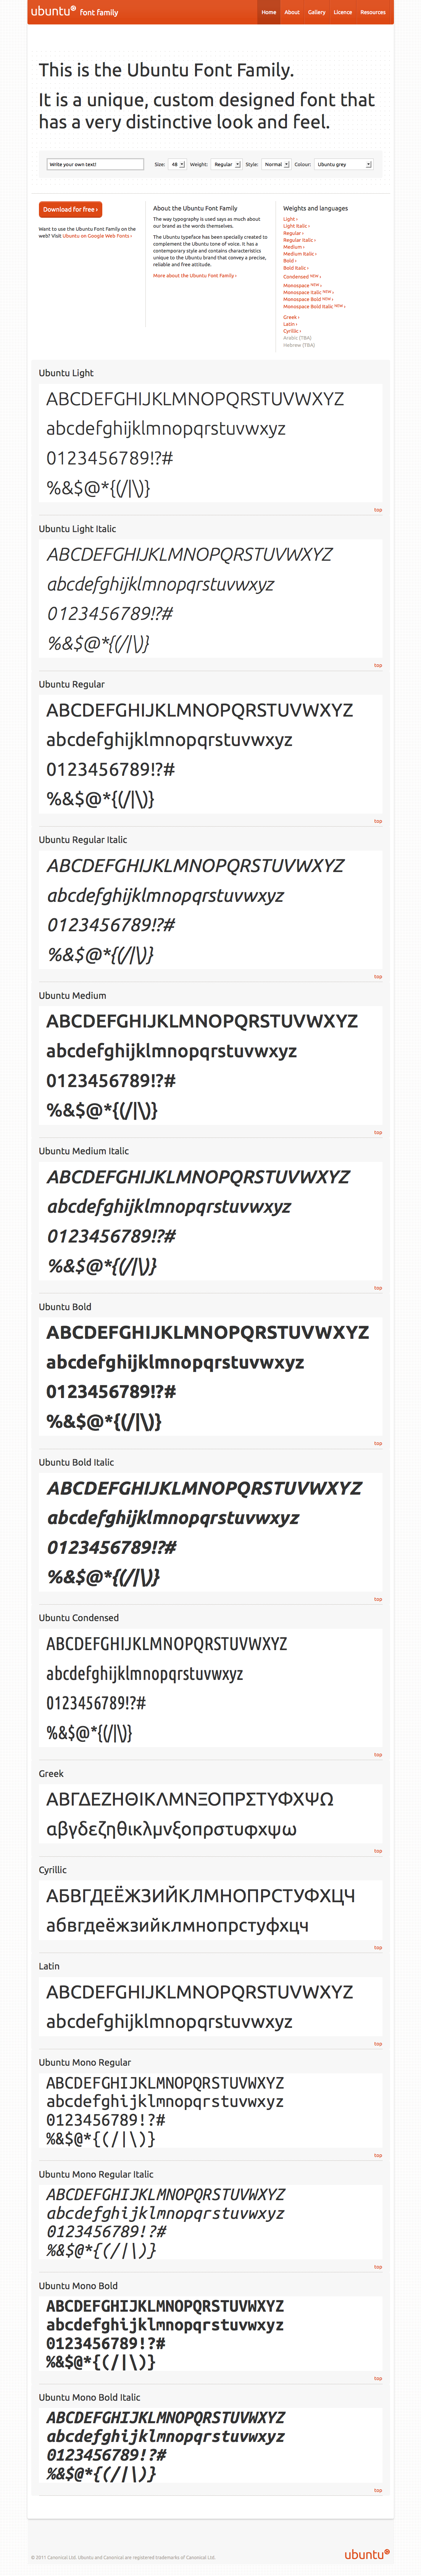 ubuntu® font family
Home About Gallery Licence Resources
This is the Ubuntu Font Family.
It is a unique, custom designed font that
has a very distinctive look and feel.
Write your own text! Size: 48 Weight: Regular Style: Normal Colour: Ubuntu grey
Download for free ›
Want to use the Ubuntu Font Family on the
web? Visit Ubuntu on Google Web Fonts ›
About the Ubuntu Font Family
The way typography is used says as much about
our brand as the words themselves.
The Ubuntu typeface has been specially created to
complement the Ubuntu tone of voice. It has a
contemporary style and contains characteristics
unique to the Ubuntu brand that convey a precise,
reliable and free attitude.
More about the Ubuntu Font Family ›
Weights and languages
Light ›
Light Italic ›
Regular ›
Regular Italic ›
Medium ›
Medium Italic ›
Bold ›
Bold Italic ›
Condensed NEW ›
Monospace NEW ›
Monospace Italic NEW ›
Monospace Bold NEW ›
Monospace Bold Italic NEW ›
Greek ›
Latin ›
Cyrillic ›
Arabic (TBA)
Hebrew (TBA)
Ubuntu Light
ABCDEFGHIJKLMNOPQRSTUVWXYZ
abcdefghijklmnopqrstuvwxyz
0123456789!?#
%&$@*{(/|\)}
top
Ubuntu Light Italic
ABCDEFGHIJKLMNOPQRSTUVWXYZ
abcdefghijklmnopqrstuvwxyz
0123456789!?#
%&$@*{(/|\)}
top
Ubuntu Regular
ABCDEFGHIJKLMNOPQRSTUVWXYZ
abcdefghijklmnopqrstuvwxyz
0123456789!?#
%&$@*{(/|\)}
top
Ubuntu Regular Italic
ABCDEFGHIJKLMNOPQRSTUVWXYZ
abcdefghijklmnopqrstuvwxyz
0123456789!?#
%&$@*{(/|\)}
top
Ubuntu Medium
ABCDEFGHIJKLMNOPQRSTUVWXYZ
abcdefghijklmnopqrstuvwxyz
0123456789!?#
%&$@*{(/|\)}
top
Ubuntu Medium Italic
ABCDEFGHIJKLMNOPQRSTUVWXYZ
abcdefghijklmnopqrstuvwxyz
0123456789!?#
%&$@*{(/|\)}
top
Ubuntu Bold
ABCDEFGHIJKLMNOPQRSTUVWXYZ
abcdefghijklmnopqrstuvwxyz
0123456789!?#
%&$@*{(/|\)}
top
Ubuntu Bold Italic
ABCDEFGHIJKLMNOPQRSTUVWXYZ
abcdefghijklmnopqrstuvwxyz
0123456789!?#
%&$@*{(/|\)}
top
Ubuntu Condensed
ABCDEFGHIJKLMNOPQRSTUVWXYZ
abcdefghijklmnopqrstuvwxyz
0123456789!?#
%&$@*{(/|\)}
top
Greek
ΑΒΓΔΕΖΗΘΙΚΛΜΝΞΟΠΡΣΤΥΦΧΨΩ
αβγδεζηθικλμνξοπρστυφχψω
top
Cyrillic
АБВГДЕЁЖЗИЙКЛМНОПРСТУФХЦЧ
абвгдеёжзийклмнопрстуфхцч
top
Latin
ABCDEFGHIJKLMNOPQRSTUVWXYZ
abcdefghijklmnopqrstuvwxyz
top
Ubuntu Mono Regular
ABCDEFGHIJKLMNOPQRSTUVWXYZ
abcdefghijklmnopqrstuvwxyz
0123456789!?#
%&$@*{(/|\)}
top
Ubuntu Mono Regular Italic
ABCDEFGHIJKLMNOPQRSTUVWXYZ
abcdefghijklmnopqrstuvwxyz
0123456789!?#
%&$@*{(/|\)}
top
Ubuntu Mono Bold
ABCDEFGHIJKLMNOPQRSTUVWXYZ
abcdefghijklmnopqrstuvwxyz
0123456789!?#
%&$@*{(/|\)}
top
Ubuntu Mono Bold Italic
ABCDEFGHIJKLMNOPQRSTUVWXYZ
abcdefghijklmnopqrstuvwxyz
0123456789!?#
%&$@*{(/|\)}
top
© 2011 Canonical Ltd. Ubuntu and Canonical are registered trademarks of Canonical Ltd.
ubuntu®